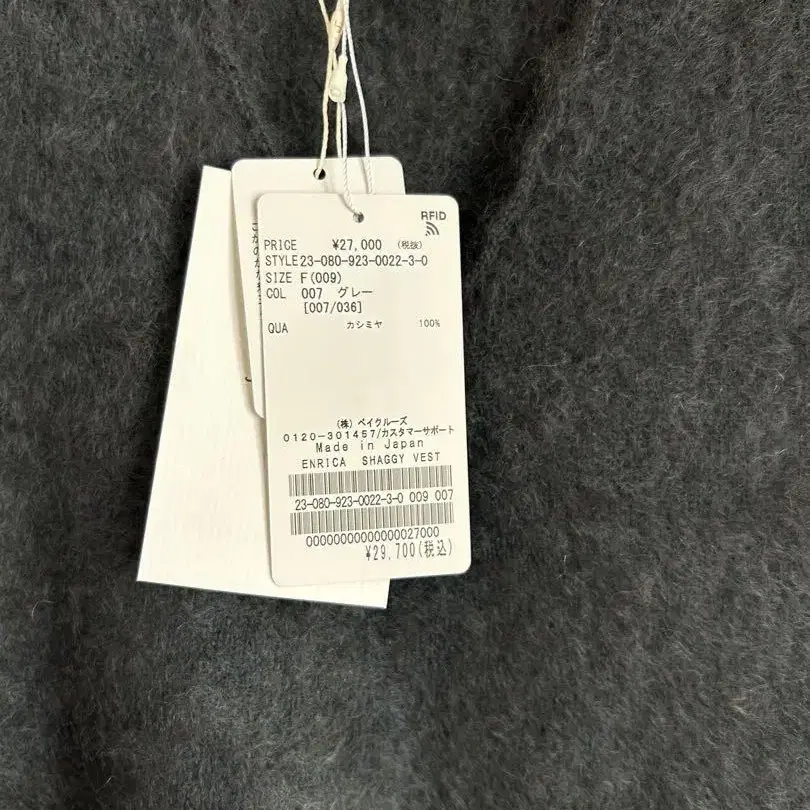 RFID
PRICE ¥27,000 (税抜)
STYLE 23-080-923-0022-3-0
SIZE F(009)
COL 007 グレー
[007/036]
QUA カシミヤ 100%
(株)ベイクルーズ
0120-301457/カスタマーサポート
Made in Japan
ENRICA SHAGGY VEST
23-080-923-0022-3-0 009 007
0000000000000000027000
¥29,700(税込)